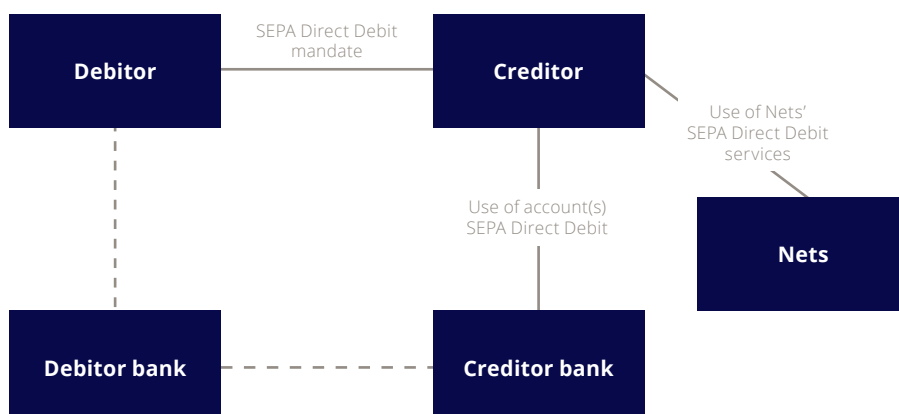 SEPA Direct Debit
mandate
Debitor
Creditor
Use of Nets’
SEPA Direct Debit
services
Use of account(s)
SEPA Direct Debit
Nets
Debitor bank
Creditor bank